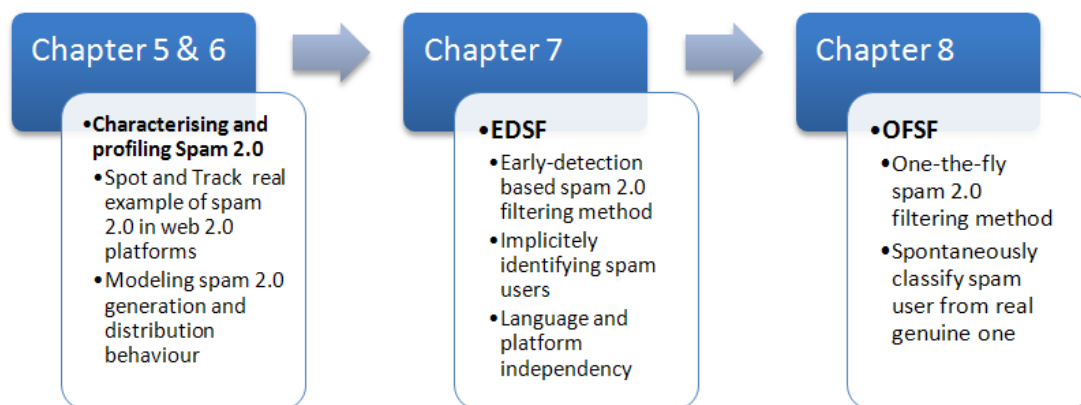 Chapter 5 & 6
•Characterising and
profiling Spam 2.0
•Spot and Track real
example of spam
2.0 in web 2.0
platforms
•Modeling spam 2.0
generation and
distribution
behaviour
Chapter 7
•EDSF
•Early-detection
based spam 2.0
filtering method
•Implicitely
identifying spam
users
•Language and
platform
independency
Chapter 8
•OFSF
•One-the-fly
spam 2.0
filtering method
•Spontaneously
classify spam
user from real
genuine one